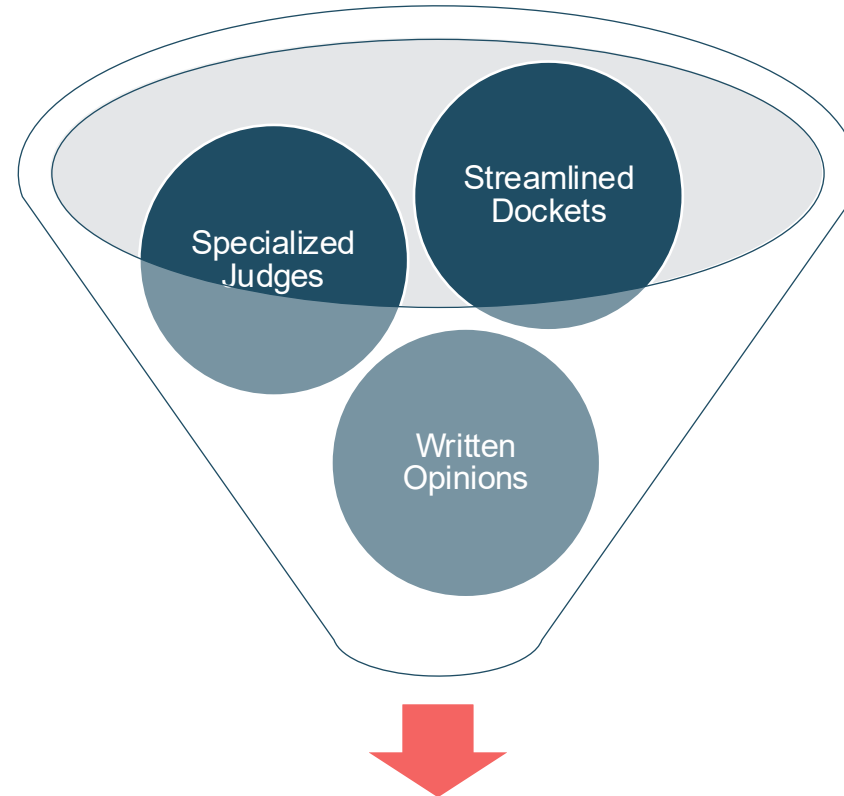 Streamlined
Dockets
Specialized
Judges
Written
Opinions